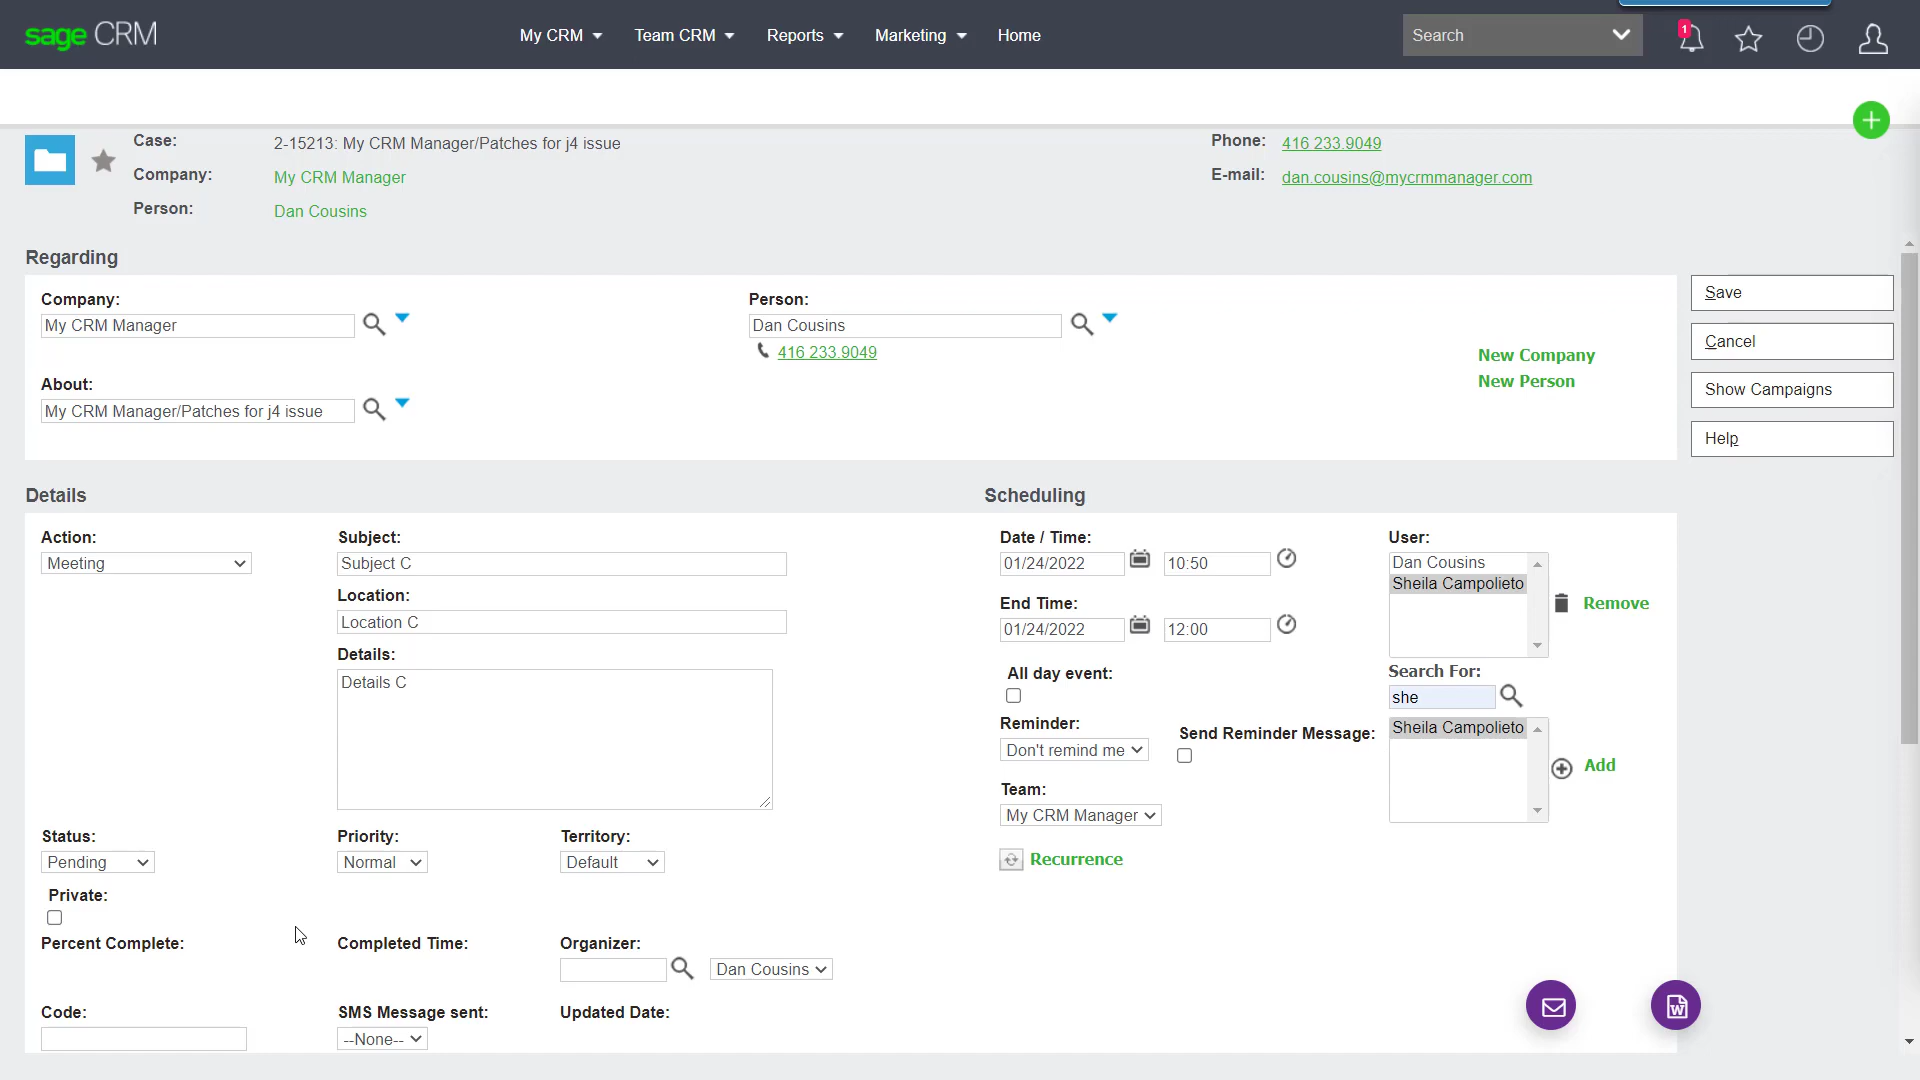 sage CRM
My CRM
Team CRM
Reports
Marketing
Home
Search
1
Case:
2-15213: My CRM Manager/Patches for j4 issue
Phone:
416 233.9049
Company:
My CRM Manager
E-mail:
dan.cousins@mycrmmanager.com
Person:
Dan Cousins
Regarding
Company:
My CRM Manager
Person:
Dan Cousins
416 233.9049
New Company
New Person
About:
My CRM Manager/Patches for j4 issue
Save
Cancel
Show Campaigns
Help
Details
Action:
Meeting
Subject:
Subject C
Location:
Location C
Details:
Details C
Status:
Pending
Priority:
Normal
Territory:
Default
Private:
Percent Complete:
Completed Time:
Organizer:
Dan Cousins
Code:
SMS Message sent:
--None--
Updated Date:
Scheduling
Date / Time:
01/24/2022
10:50
End Time:
01/24/2022
12:00
All day event:
Reminder:
Don't remind me
Send Reminder Message:
Team:
My CRM Manager
Recurrence
User:
Dan Cousins
Sheila Campolieto
Remove
Search For:
she
Sheila Campolieto
Add
W